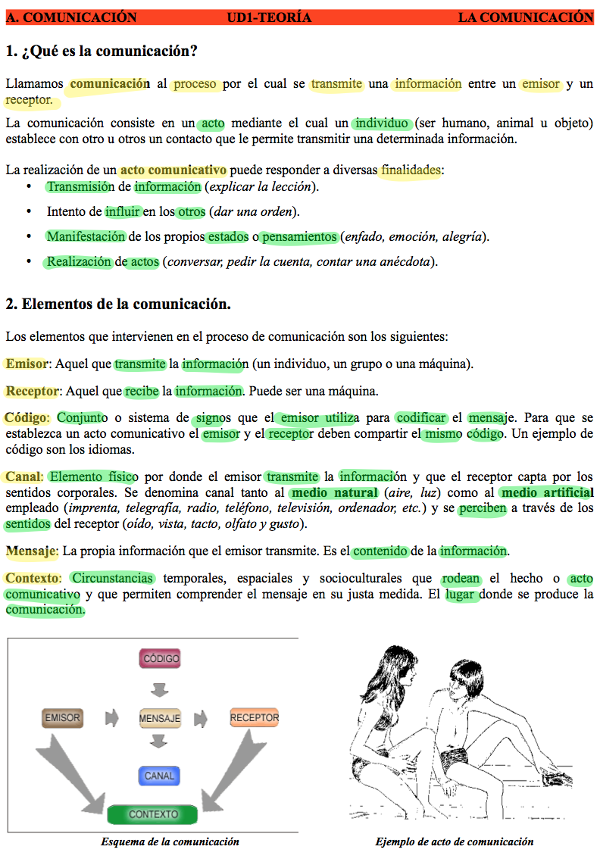 A. COMUNICACIÓN UD1-TEORÍA LA COMUNICACIÓN
1. ¿Qué es la comunicación?
Llamamos comunicación al proceso por el cual se transmite una información entre un emisor y un
receptor.
La comunicación consiste en un acto mediante el cual un individuo (ser humano, animal u objeto)
establece con otro u otros un contacto que le permite transmitir una determinada información.
La realización de un acto comunicativo puede responder a diversas finalidades:
• Transmisión de información (explicar la lección).
• Intento de influir en los otros (dar una orden).
• Manifestación de los propios estados o pensamientos (enfado, emoción, alegría).
• Realización de actos (conversar, pedir la cuenta, contar una anécdota).
2. Elementos de la comunicación.
Los elementos que intervienen en el proceso de comunicación son los siguientes:
Emisor: Aquel que transmite la información (un individuo, un grupo o una máquina).
Receptor: Aquel que recibe la información. Puede ser una máquina.
Código: Conjunto o sistema de signos que el emisor utiliza para codificar el mensaje. Para que se
establezca un acto comunicativo el emisor y el receptor deben compartir el mismo código. Un ejemplo de
código son los idiomas.
Canal: Elemento físico por donde el emisor transmite la información y que el receptor capta por los
sentidos corporales. Se denomina canal tanto al medio natural (aire, luz) como al medio artificial
empleado (imprenta, telegrafía, radio, teléfono, televisión, ordenador, etc.) y se perciben a través de los
sentidos del receptor (oído, vista, tacto, olfato y gusto).
Mensaje: La propia información que el emisor transmite. Es el contenido de la información.
Contexto: Circunstancias temporales, espaciales y socioculturales que rodean el hecho o acto
comunicativo y que permiten comprender el mensaje en su justa medida. El lugar donde se produce la
comunicación.
CÓDIGO
EMISOR MENSAJE RECEPTOR
CANAL
CONTEXTO
Esquema de la comunicación Ejemplo de acto de comunicación